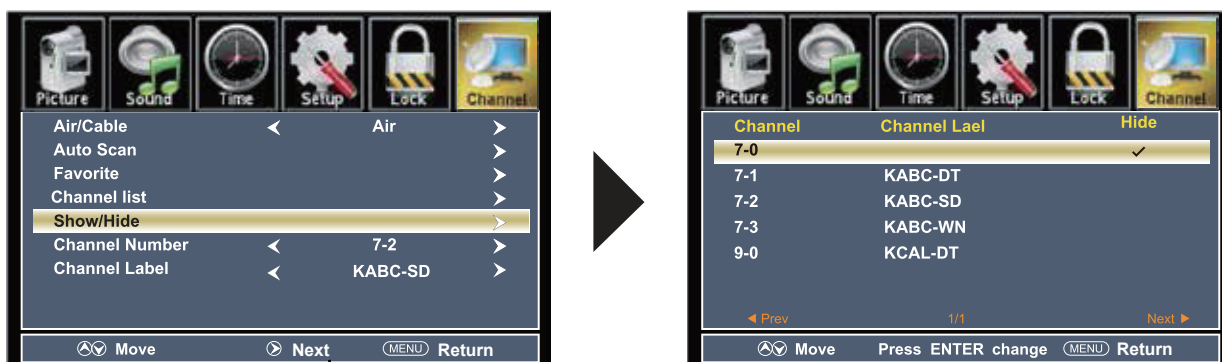 Picture Sound Time Setup Lock Channel
Air/Cable Air
Auto Scan
Favorite
Channel list
Show/Hide
Channel Number 7-2
Channel Label KABC-SD
Move Next MENU Return
Picture Sound Time Setup Lock Channel
Channel Channel Lael Hide
7-0
7-1 KABC-DT
7-2 KABC-SD
7-3 KABC-WN
9-0 KCAL-DT
Prev 1/1 Next
Move Press ENTER change MENU Return